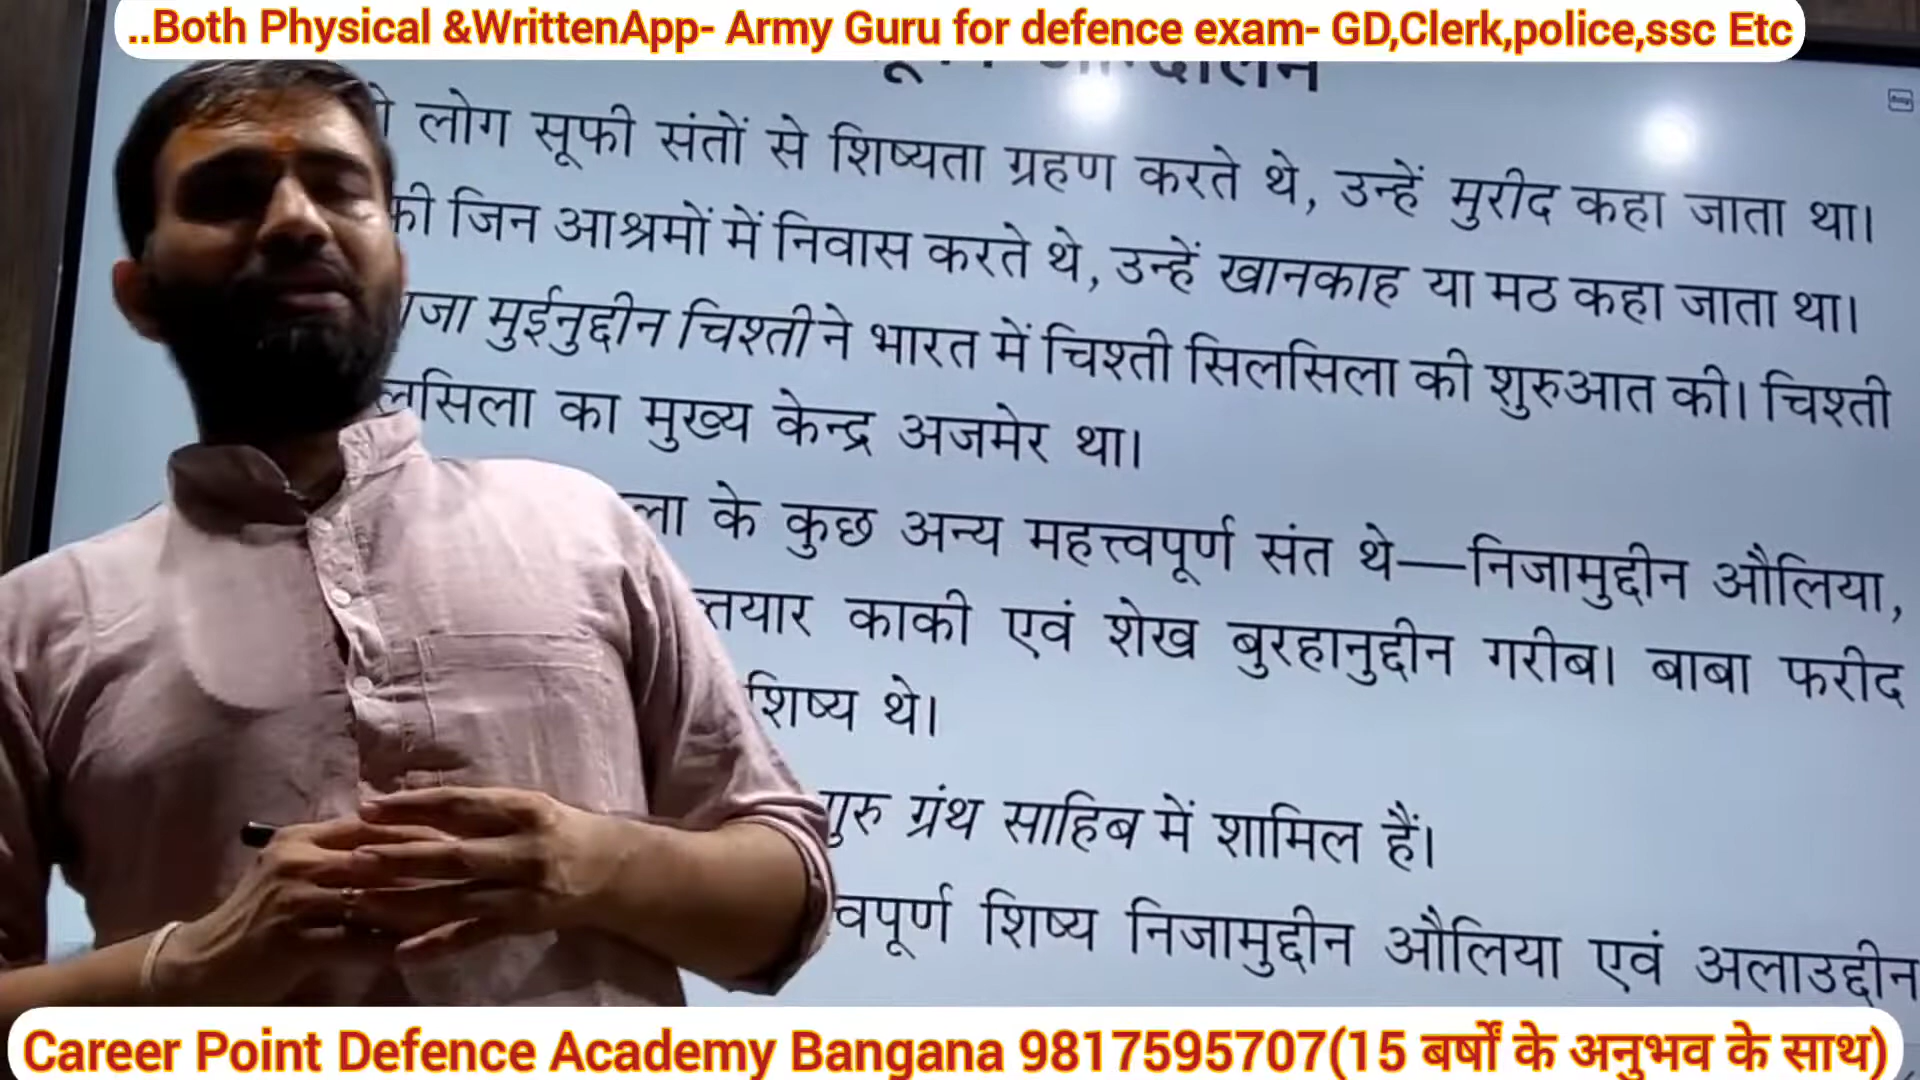 ..Both Physical &WrittenApp- Army Guru for defence exam- GD,Clerk,police,ssc Etc
लोग सूफी संतों से शिष्यता ग्रहण करते थे, उन्हें मुरीद कहा जाता था।
जिन आश्रमों में निवास करते थे, उन्हें खानकाह या मठ कहा जाता था।
मुईनुद्दीन चिश्ती ने भारत में चिश्ती सिलसिला की शुरुआत की। चिश्ती
का मुख्य केन्द्र अजमेर था।
के कुछ अन्य महत्त्वपूर्ण संत थे—निजामुद्दीन औलिया,
काकी एवं शेख बुरहानुद्दीन गरीब। बाबा फरीद
शिष्य थे।
गुरु ग्रंथ साहिब में शामिल हैं।
शिष्य निजामुद्दीन औलिया एवं अलाउद्दीन
Career Point Defence Academy Bangana 9817595707(15 बर्षों के अनुभव के साथ)